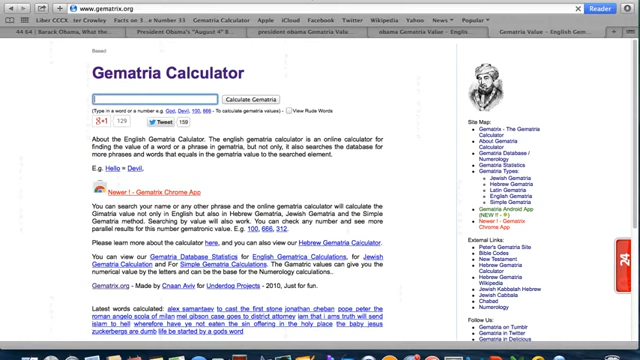 www.gematrix.org
Reader
Liber CCCX...ter Crowley
Facts on 3...e Number 33
Gematrical Calculator
Apple
iCloud
Facebook
Twitter
Wikipedia
Yahoo
News
Popular
44 64 | Barack Obama, What the
President Obama's "August 4" B
president obama Gematria Value
obama Gematria Value - Englis
Gematria Value - English Gem
Based
Gematria Calculator
Calculate Gematria
(Type in a word or a number e.g. God, Devil, 100, 666 - To calculate gematria values)
View Rude Words
+1
129
Tweet
159
About the English Gematria Calulator. The english gematria calculator is an online calculator for
finding the value of a word or a phrase in gematria, but not only, it also searches the database for
more phrases and words that equals in the gematria value to the searched element.
E.g. Hello = Devil,
Newer ! - Gematrix Chrome App
You can search your name or any other phrase and the online gematria calculator will calculate the
Gimatria value not only in English but also in Hebrew Gematria, Jewish Gematria and the Simple
Gematria method. Searching by value will also work. You can check any number and see more
parallel results for this number gematronic value. E.g. 100, 666, 312.
Please learn more about the calculator here, and you can also view our Hebrew Gematria Calculator.
You can view our Gematria Database Statistics for English Gematrica Calculations, for Jewish
Gematria Calculation and For Simple Gematria Calculations. The Gamatric values can give you the
numerical value by the letters and can be the base for the Numerology calculations..
Gematrix.org - Made by Cnaan Aviv for Underdog Projects - 2010, Just for fun.
Latest words calculated: alex samantaev to cast the first stone jonathan cheban pope peter the
roman angelo scola of milan mel gibson case goes to district attorney iam that i ams truth will send
islam to hell wherefore have ye not eaten the sin offering in the holy place the baby jesus
zuckerbergs are dumb life be started by a gods word
Site Map:
Gematrix - The Gematria
Calculator
About Gematria
Calculator
Gematria Database /
Numerology
Gematria Statistics
Gematria Types:
Jewish Gematria
Hebrew Gematria
Latin Gematria
English Gematria
Simple Gematria
Gematria Android App
(NEW !! - )
Newer ! - Gematrix
Chrome App
External Links:
Peter's Gematria Site
Bible Codes
New Testament
Hebrew Gematria
Calculator
Hebrew Gematria
Wikipedia
Jewish Kabbalah
Hebrew
Jewish Cabbala
Chabad
Numerology
Follow Us:
Gematria on Tumblr
Gematria in Twitter
Gematria on Delicious
24